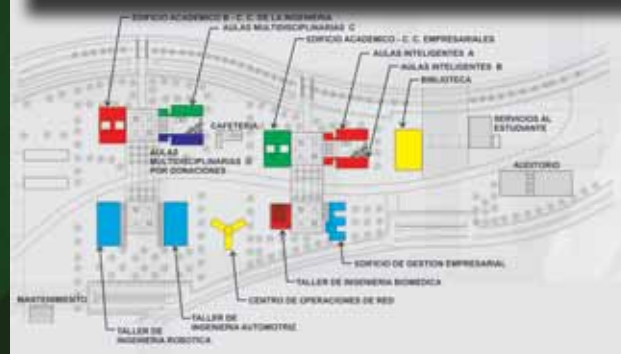 EDIFICIO ACADEMICO B - C. C. DE LA INGENIERIA
AULAS MULTIDISCIPLINARIAS C
EDIFICIO ACADEMICO - C. C. EMPRESARIALES
AULAS INTELIGENTES A
AULAS INTELIGENTES B
BIBLIOTECA
CAFETERIA
SERVICIOS AL
ESTUDIANTE
AULAS
MULTIDISCIPLINARIAS
POR DONACIONES
AUDITORIO
EDIFICIO DE GESTION EMPRESARIAL
TALLER DE INGENIERIA BIOMEDICA
MANTENIMIENTO
CENTRO DE OPERACIONES DE RED
TALLER DE
INGENIERIA AUTOMOTRIZ
TALLER DE
INGENIERIA ROBOTICA